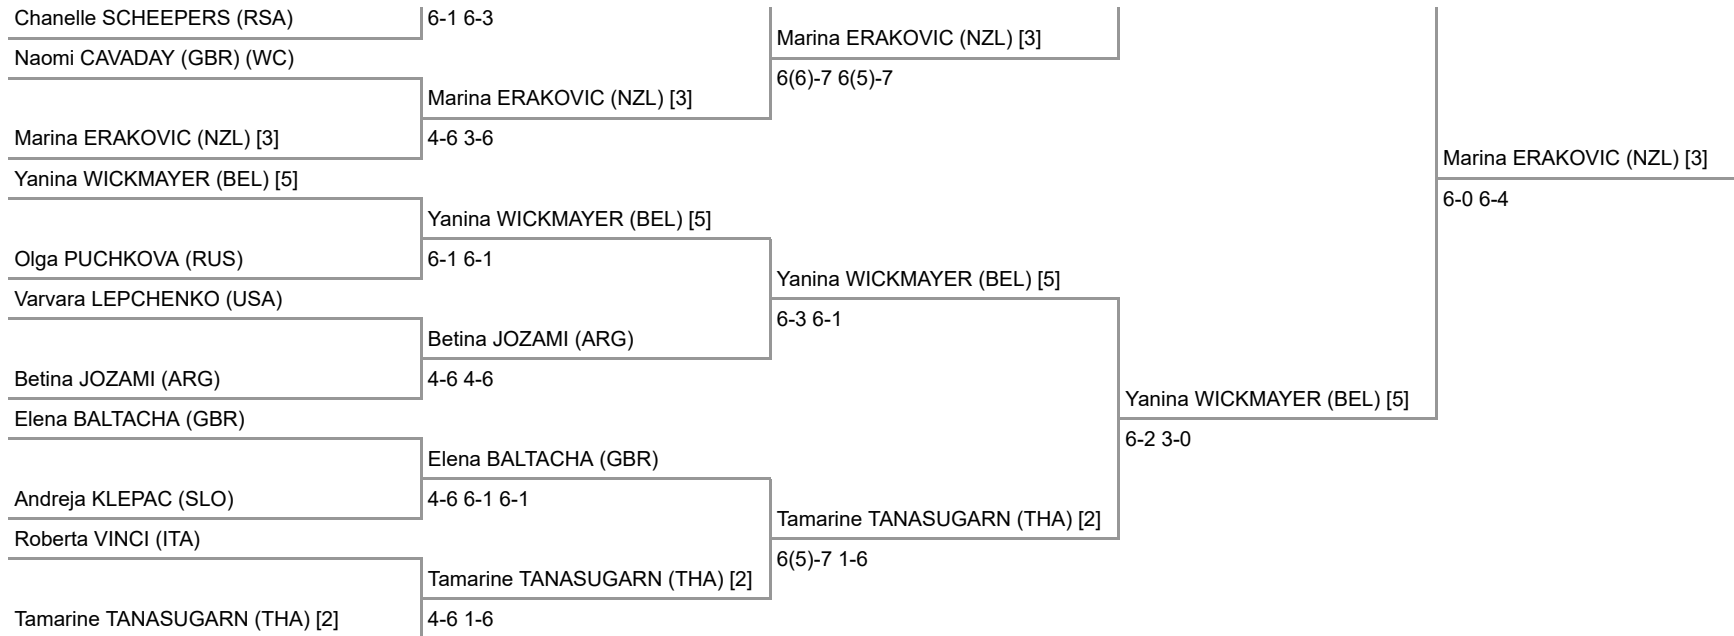 Chanelle SCHEEPERS (RSA)
6-1 6-3
Naomi CAVADAY (GBR) (WC)
Marina ERAKOVIC (NZL) [3]
6(6)-7 6(5)-7
Marina ERAKOVIC (NZL) [3]
4-6 3-6
Marina ERAKOVIC (NZL) [3]
Marina ERAKOVIC (NZL) [3]
6-0 6-4
Yanina WICKMAYER (BEL) [5]
Yanina WICKMAYER (BEL) [5]
6-1 6-1
Olga PUCHKOVA (RUS)
Yanina WICKMAYER (BEL) [5]
6-3 6-1
Varvara LEPCHENKO (USA)
Betina JOZAMI (ARG)
4-6 4-6
Betina JOZAMI (ARG)
Yanina WICKMAYER (BEL) [5]
6-2 3-0
Elena BALTACHA (GBR)
Elena BALTACHA (GBR)
4-6 6-1 6-1
Andreja KLEPAC (SLO)
Tamarine TANASUGARN (THA) [2]
6(5)-7 1-6
Roberta VINCI (ITA)
Tamarine TANASUGARN (THA) [2]
4-6 1-6
Tamarine TANASUGARN (THA) [2]